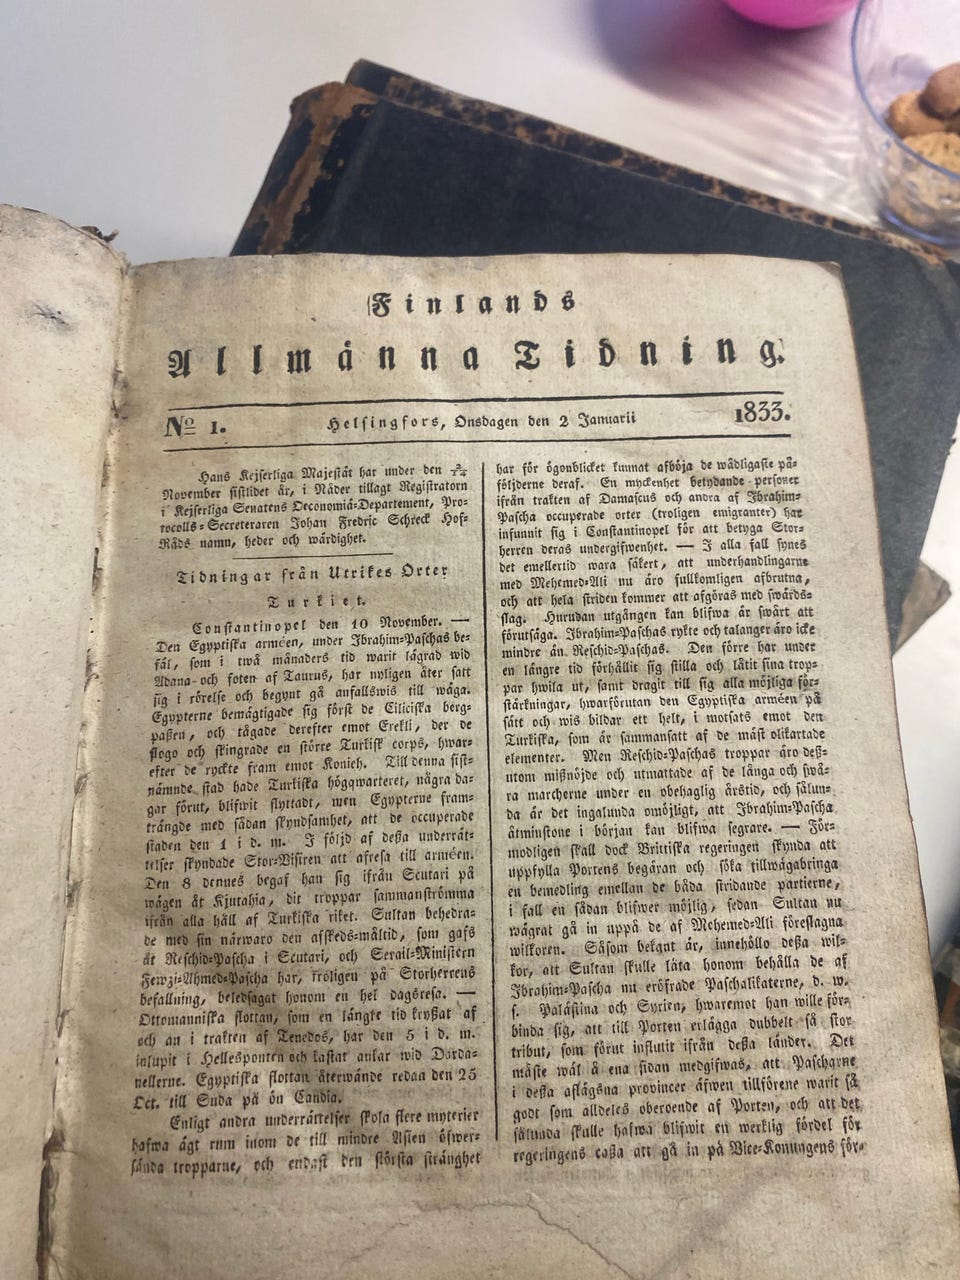 Finlands
Allmänna Tidning.
No 1.
Helsingfors, Onsdagen den 2 Januarii
1833.
Hans Kejserliga Majestät har under den
November sistlidet år, i Nåder tillagt Registratorn
i Kejserliga Senatens Oeconomiä-Departement, Pro-
tocolls-Secreteraren Johan Fredric Schreck Hof-
Råds namn, heder och wärdighet.
Tidningar från Utrikes Orter
Turkiet.
Constantinopel den 10 November. —
Den Egyptiska arméen, under Ibrahim-Paschas be-
fäl, som i twå månaders tid warit lägrad wid
Adana och foten af Taurus, har nyligen åter satt
sig i rörelse och begynt gå anfallswis till wäga.
Egypterne bemägtigade sig först de Ciliciska berg-
paßen, och tågade derefter emot Erekli, der de
slogo och skingrade en större Turkisk corps, hwar-
efter de ryckte fram emot Konieh. Till denna sist-
nämnde stad hade Turkiska högqwarteret, några da-
gar förut, blifwit flyttadt, men Egypterne fram-
trängde med sådan skyndsamhet, att de occuperade
staden den 1 i d. m. I följd af deßa underrät-
telser skyndade Stor-Visiren att afresa till arméen.
Den 8 dennes begaf han sig ifrån Scutari på
wägen åt Kjutahia, dit troppar sammanströmma
ifrån alla håll af Turkiska riket. Sultan behedra-
de med sin närwaro den afskeds-måltid, som gafs
åt Reschid-Pascha i Scutari, och Serail-Ministern
Fewzi-Ahmed-Pascha har, troligen på Storherrens
befallning, beledsagat honom en hel dagsresa. —
Ottomanniska flottan, som en längre tid kryßat af
och an i trakten af Tenedos, har den 5 i d. m.
inlupit i Hellesponten och kastat ankar wid Darda-
nellerne. Egyptiska flottan återwände redan den 25
Oct. till Suda på ön Candia.
Enligt andra underrättelser skola flere myterier
hafwa ägt rum inom de till mindre Asien öfwer-
sända tropparne, och endast den största stränghet
har för ögonblicket kunnat afböja de wådligaste på-
följderne deraf. En myckenhet betydande personer
ifrån trakten af Damascus och andra af Ibrahim-
Pascha occuperade orter (troligen emigranter) har
infunnit sig i Constantinopel för att betyga Stor-
herren deras undergifwenhet. — I alla fall synes
det emellertid wara säkert, att underhandlingarne
med Mehemed-Ali nu äro fullkomligen afbrutna,
och att hela striden kommer att afgöras med swärds-
slag. Hurudan utgången kan blifwa är swårt att
förutsäga. Ibrahim-Paschas rykte och talanger äro icke
mindre än Reschid-Paschas. Den förre har under
en längre tid förhållit sig stilla och låtit sina trop-
par hwila ut, samt dragit till sig alla möjliga för-
stärkningar, hwarförutan den Egyptiska arméen på
sätt och wis bildar ett helt, i motsats emot den
Turkiska, som är sammansatt af de mäst olikartade
elementer. Men Reschid-Paschas troppar äro deß-
utom mißnöjde och utmattade af de långa och swå-
ra marcherne under en obehaglig årstid, och sålun-
da är det ingalunda omöjligt, att Ibrahim-Pascha
åtminstone i början kan blifwa segrare. — För-
modligen skall dock Brittiska regeringen skynda att
uppfylla Portens begäran och söka tillwägabringa
en bemedling emellan de båda stridande partierne,
i fall en sådan blifwer möjlig, sedan Sultan nu
wägrat gå in uppå de af Mehemed-Ali föreslagna
wilkoren. Såsom bekant är, innehöllo deßa wil-
kor, att Sultan skulle låta honom behålla de af
Ibrahim-Pascha nu eröfrade Paschalikaterne, d. w.
s. Palästina och Syrien, hwaremot han wille för-
binda sig, att till Porten erlägga dubbelt så stor
tribut, som förut influtit ifrån deßa länder. Det
måste wäl å ena sidan medgifwas, att Pascharne
i deßa aflägsna provincer äfwen tillförene warit så
godt som alldeles oberoende af Porten, och att det
sålunda skulle hafwa blifwit en werklig fördel för
regeringens caßa att gå in på Vice-Konungens för-